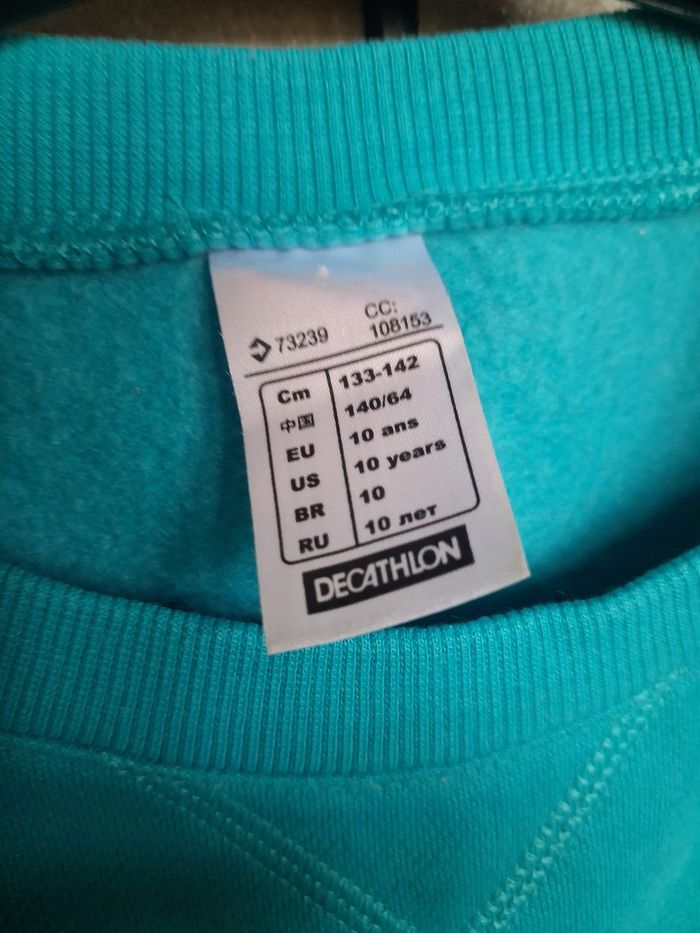 73239 CC: 108153
Cm 133-142
中国 140/64
EU 10 ans
US 10 years
BR 10
RU 10 лет
DECATHLON